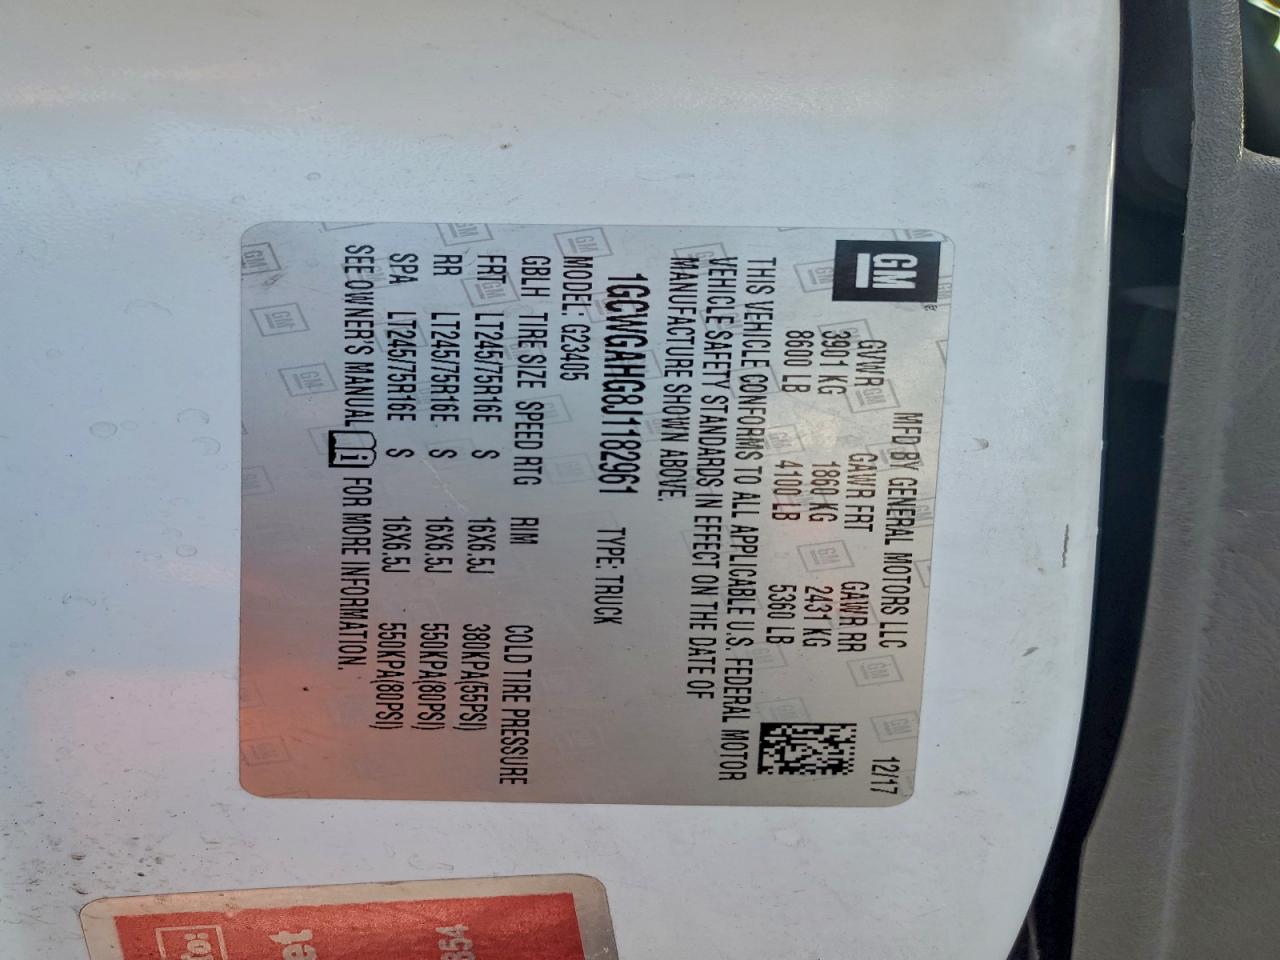 GM
MFD BY GENERAL MOTORS LLC 12/17
GVWR GAWR FRT GAWR RR
3901 KG 1860 KG 2431 KG
8600 LB 4100 LB 5360 LB
THIS VEHICLE CONFORMS TO ALL APPLICABLE U.S. FEDERAL MOTOR
VEHICLE SAFETY STANDARDS IN EFFECT ON THE DATE OF
MANUFACTURE SHOWN ABOVE.
1GCWGAHG8J1182961 TYPE: TRUCK
MODEL: G23405
GBLH TIRE SIZE SPEED RTG RIM COLD TIRE PRESSURE
FRT LT245/75R16E S 16X6.5J 380KPA(55PSI)
RR LT245/75R16E S 16X6.5J 550KPA(80PSI)
SPA LT245/75R16E S 16X6.5J 550KPA(80PSI)
SEE OWNER'S MANUAL FOR MORE INFORMATION.